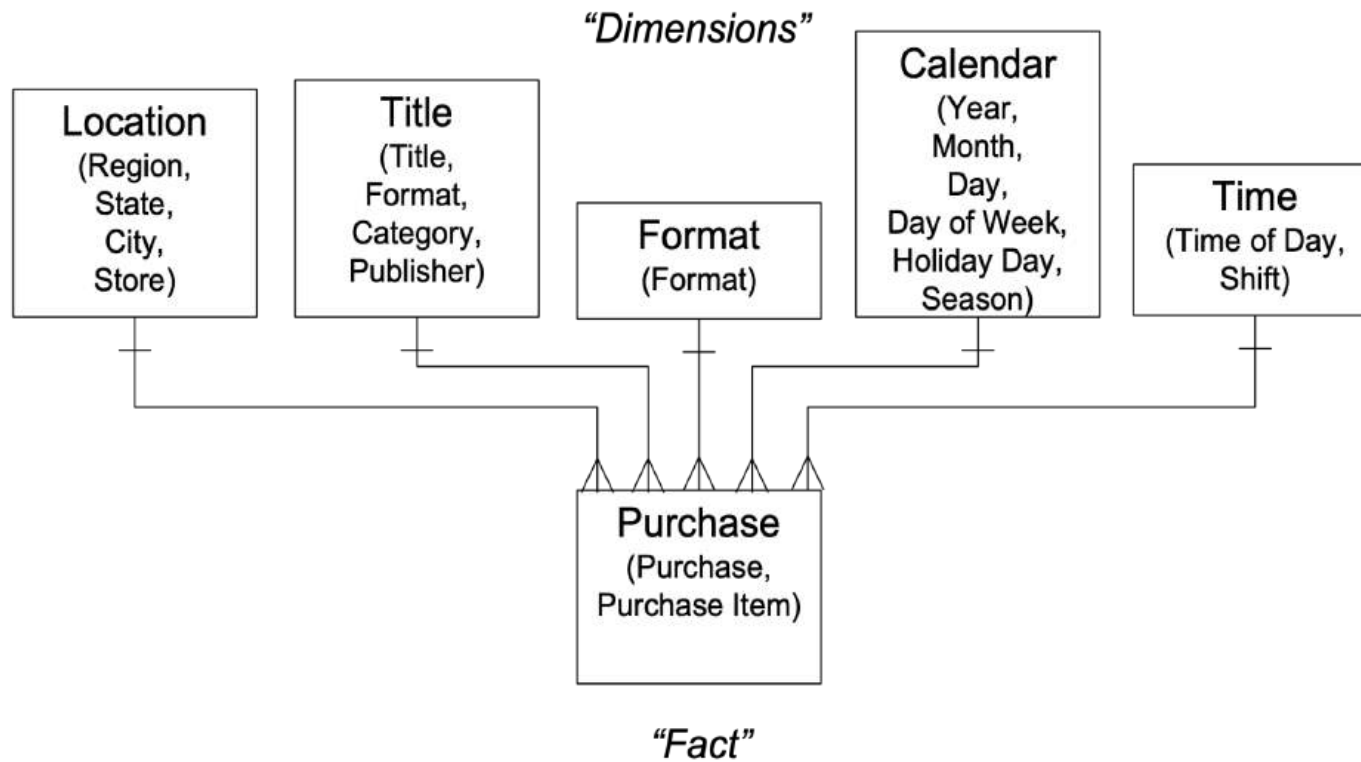 “Dimensions”
Location
(Region,
State,
City,
Store)
Title
(Title,
Format,
Category,
Publisher)
Format
(Format)
Calendar
(Year,
Month,
Day,
Day of Week,
Holiday Day,
Season)
Time
(Time of Day,
Shift)
Purchase
(Purchase,
Purchase Item)
“Fact”